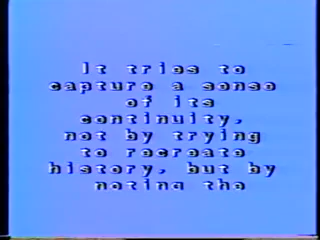 It tries to
capture a sense
of its
continuity,
not by trying
to recreate
history, but by
noting the